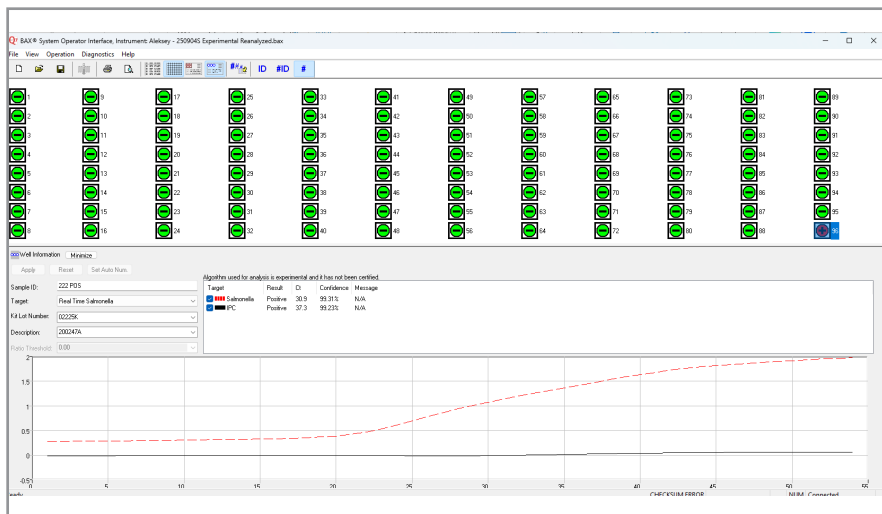 BAX® System Operator Interface, Instrument: Aleksey - 250904S Experimental Reanalyzed.bax
File View Operation Diagnostics Help
ID #ID #
1 9 17 25 33 41 49 57 65 73 81 89
2 10 18 26 34 42 50 58 66 74 82 90
3 11 19 27 35 43 51 59 67 75 83 91
4 12 20 28 36 44 52 60 68 76 84 92
5 13 21 29 37 45 53 61 69 77 85 93
6 14 22 30 38 46 54 62 70 78 86 94
7 15 23 31 39 47 55 63 71 79 87 95
8 16 24 32 40 48 56 64 72 80 88 96
Well Information Minimize
Apply Reset Set Auto Num.
Algorithm used for analysis is experimental and it has not been certified.
Sample ID: 222 POS
Target Result Ct Confidence Message
Target: Real Time Salmonella
Salmonella Positive 30.9 99.31% N/A
IPC Positive 37.3 99.23% N/A
Kit Lot Number: 02225K
Description: 200247A
Ratio Threshold: 0.00
2
1.5
1
0.5
0
-0.5
0 5 10 15 20 25 30 35 40 45 50 55
eady CHECKSUM ERROR NUM Connected